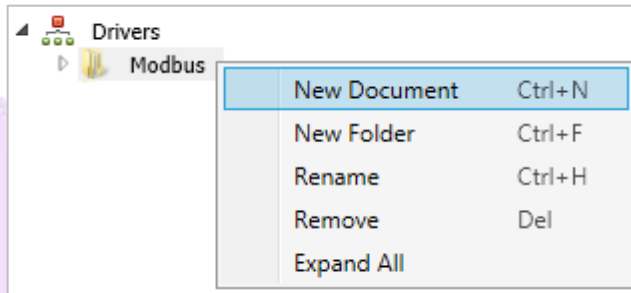 Drivers
Modbus
New Document Ctrl+N
New Folder Ctrl+F
Rename Ctrl+H
Remove Del
Expand All